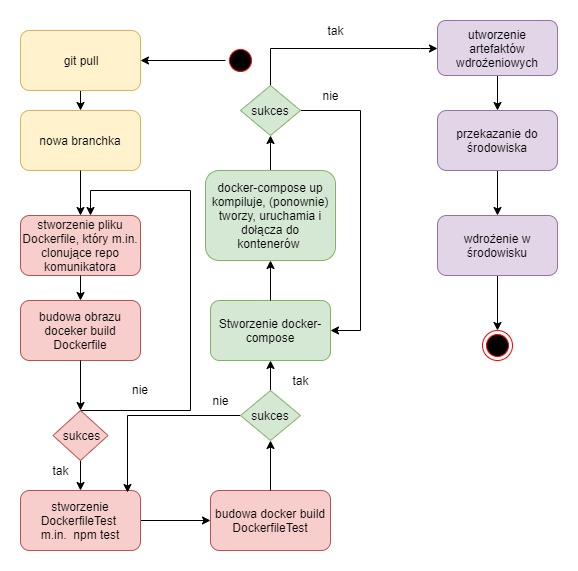 git pull
nowa branchka
stworzenie pliku
Dockerfile, który m.in.
clonujące repo
komunikatora
budowa obrazu
doceker build
Dockerfile
nie
sukces
tak
stworzenie
DockerfileTest
m.in. npm test
budowa docker build
DockerfileTest
nie
sukces
tak
Stworzenie docker-
compose
docker-compose up
kompiluje, (ponownie)
tworzy, uruchamia i
dołącza do
kontenerów
sukces
nie
tak
utworzenie
artefaktów
wdrożeniowych
przekazanie do
środowiska
wdrożenie w
środowisku